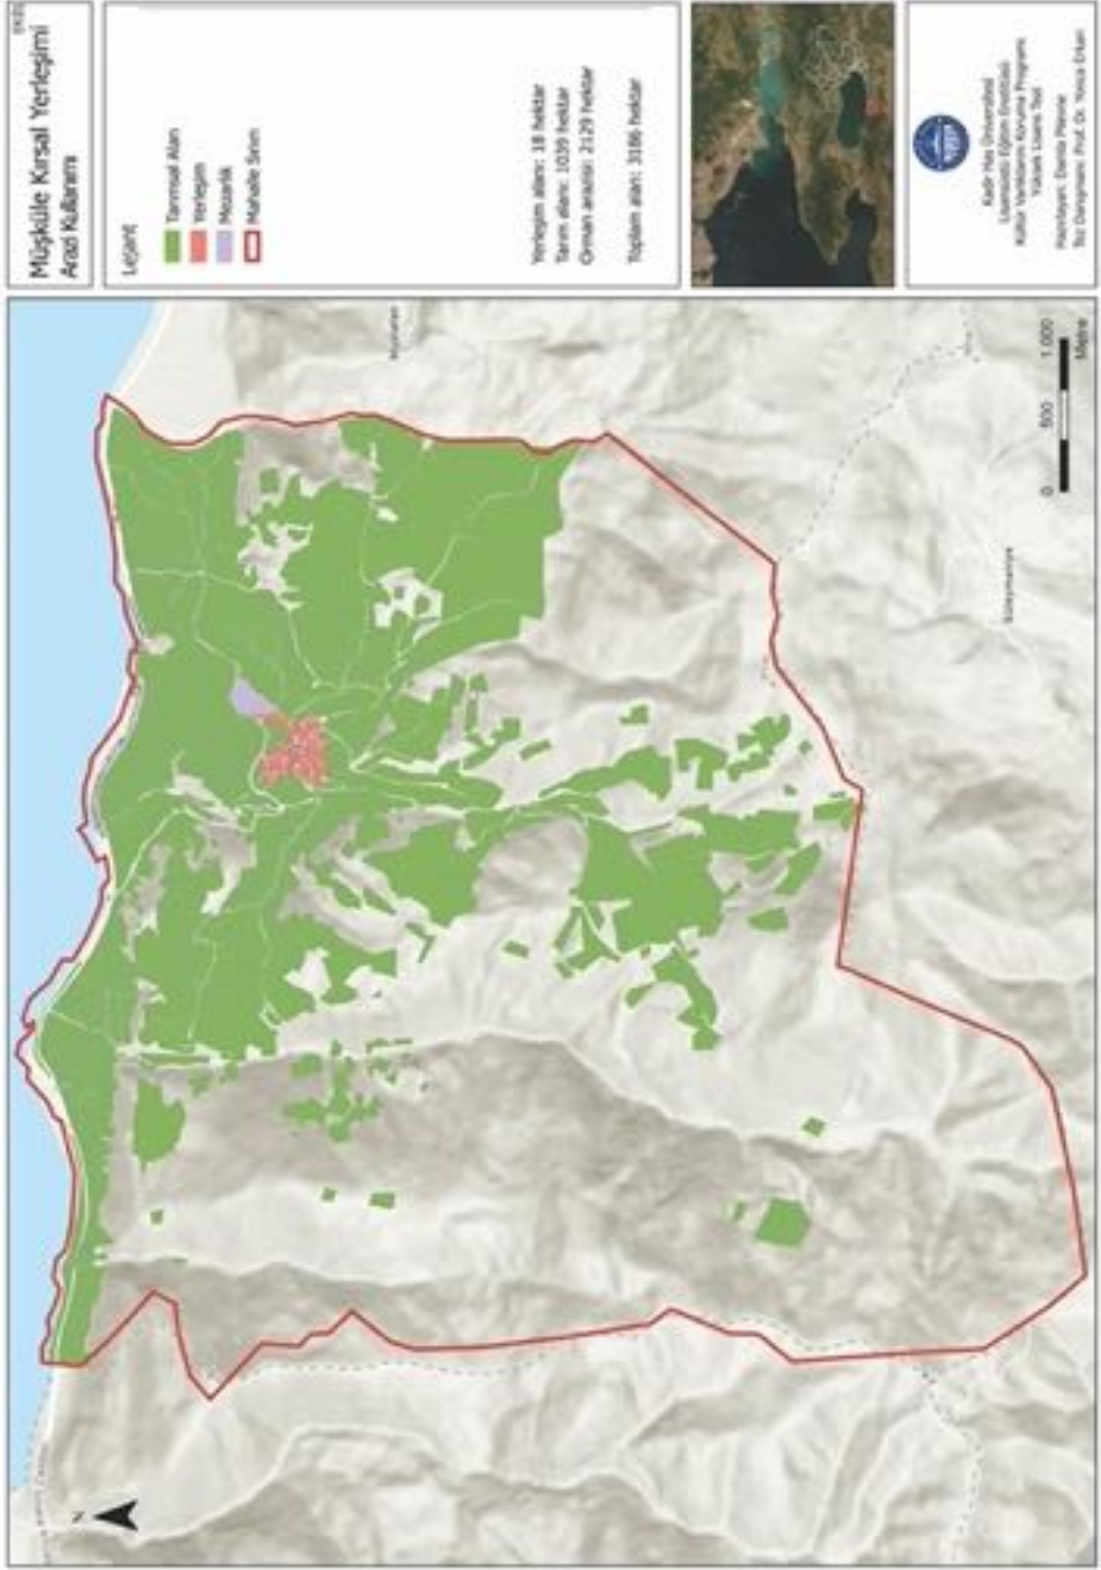 Müşküle Kırsal Yerleşimi
Arazi Kullanımı
Lejant
Tarımsal Alan
Yerleşim
Mezarlık
Mahalle Sınırı
Yerleşim alanı: 18 hektar
Tarım alanı: 1039 hektar
Orman arazisi: 2129 hektar
Toplam alan: 3186 hektar
Kadir Has Üniversitesi
Lisansüstü Eğitim Enstitüsü
Kültür Varlıklarını Koruma Programı
Yüksek Lisans Tezi
Hazırlayan: Damla
Tez Danışmanı: Prof. Dr. Yonca Erkan
N
Süleymaniye
0 500 1.000
Metre